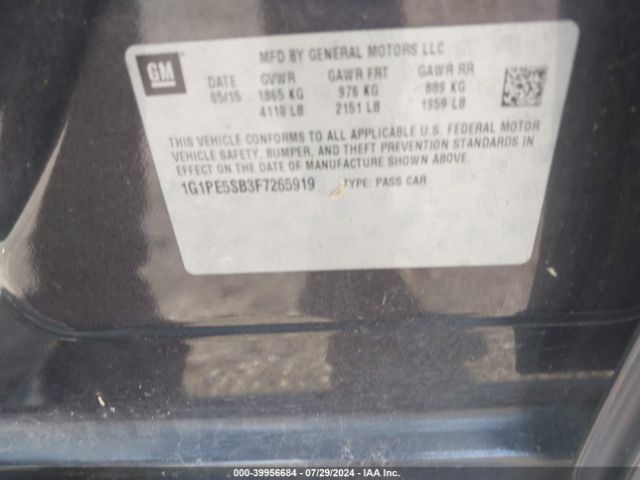 GM
MFD BY GENERAL MOTORS LLC
DATE GVWR GAWR FRT GAWR RR
05/15 1865 KG 976 KG 889 KG
4110 LB 2151 LB 1959 LB
THIS VEHICLE CONFORMS TO ALL APPLICABLE U.S. FEDERAL MOTOR
VEHICLE SAFETY, BUMPER, AND THEFT PREVENTION STANDARDS IN
EFFECT ON THE DATE OF MANUFACTURE SHOWN ABOVE.
1G1PE5SB3F7265919 TYPE: PASS CAR
000-39956684 - 07/29/2024 - IAA Inc.